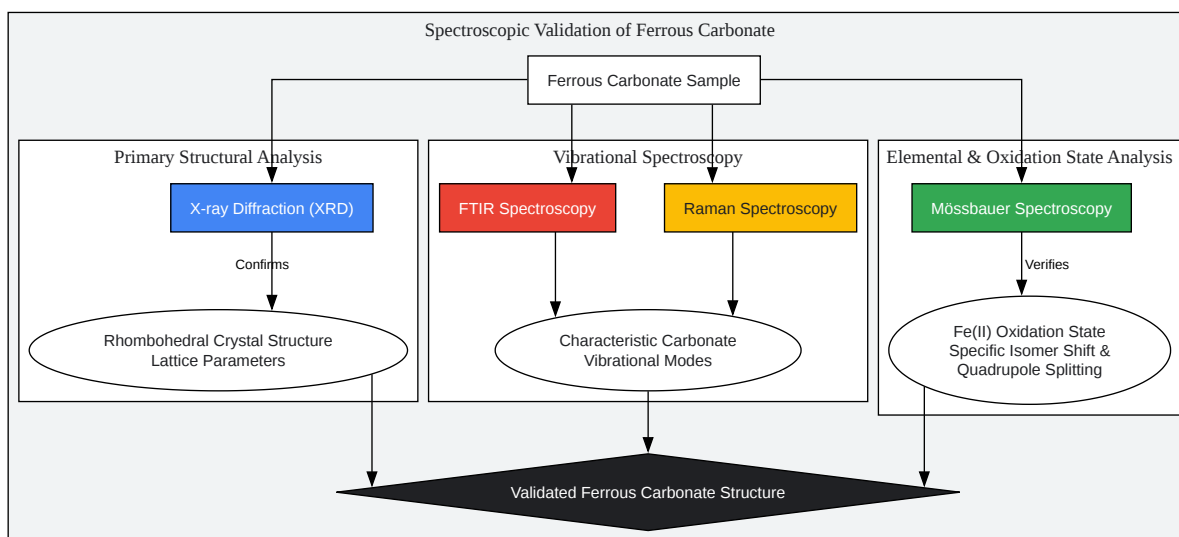 Spectroscopic Validation of Ferrous Carbonate
Ferrous Carbonate Sample
Primary Structural Analysis
Vibrational Spectroscopy
Elemental & Oxidation State Analysis
X-ray Diffraction (XRD)
FTIR Spectroscopy
Raman Spectroscopy
Mössbauer Spectroscopy
Confirms
Verifies
Rhombohedral Crystal Structure
Lattice Parameters
Characteristic Carbonate
Vibrational Modes
Fe(II) Oxidation State
Specific Isomer Shift &
Quadrupole Splitting
Validated Ferrous Carbonate Structure